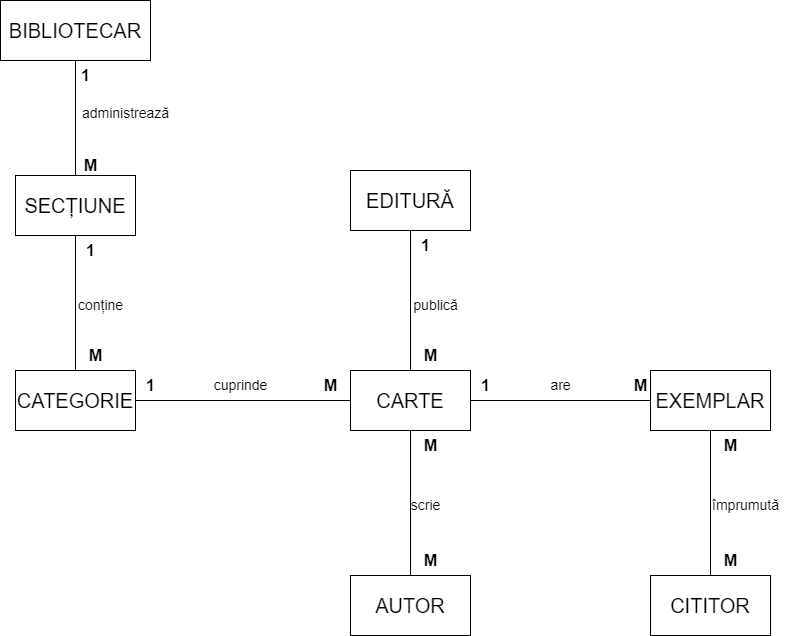 BIBLIOTECAR
1
administrează
M
SECȚIUNE
EDITURĂ
1
1
conține
publică
M
M
CATEGORIE
1
cuprinde
M
CARTE
1
are
M
EXEMPLAR
M
M
scrie
împrumută
M
M
AUTOR
CITITOR